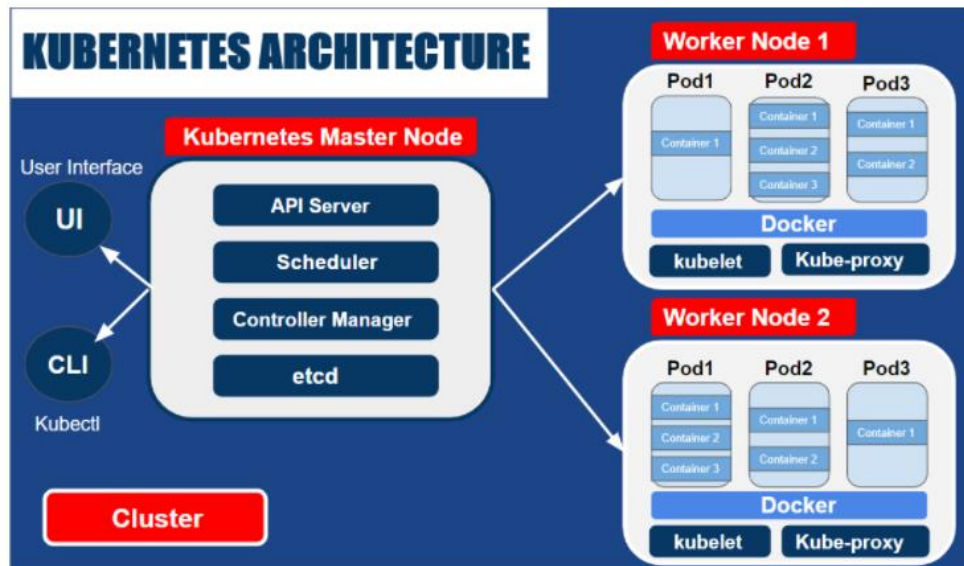 KUBERNETES ARCHITECTURE
Kubernetes Master Node
User Interface
UI
CLI
Kubectl
API Server
Scheduler
Controller Manager
etcd
Cluster
Worker Node 1
Pod1 Pod2 Pod3
Container 1
Container 1
Container 2
Container 3
Container 1
Container 2
Docker
kubelet Kube-proxy
Worker Node 2
Pod1 Pod2 Pod3
Container 1
Container 2
Container 3
Container 1
Container 2
Container 1
Docker
kubelet Kube-proxy